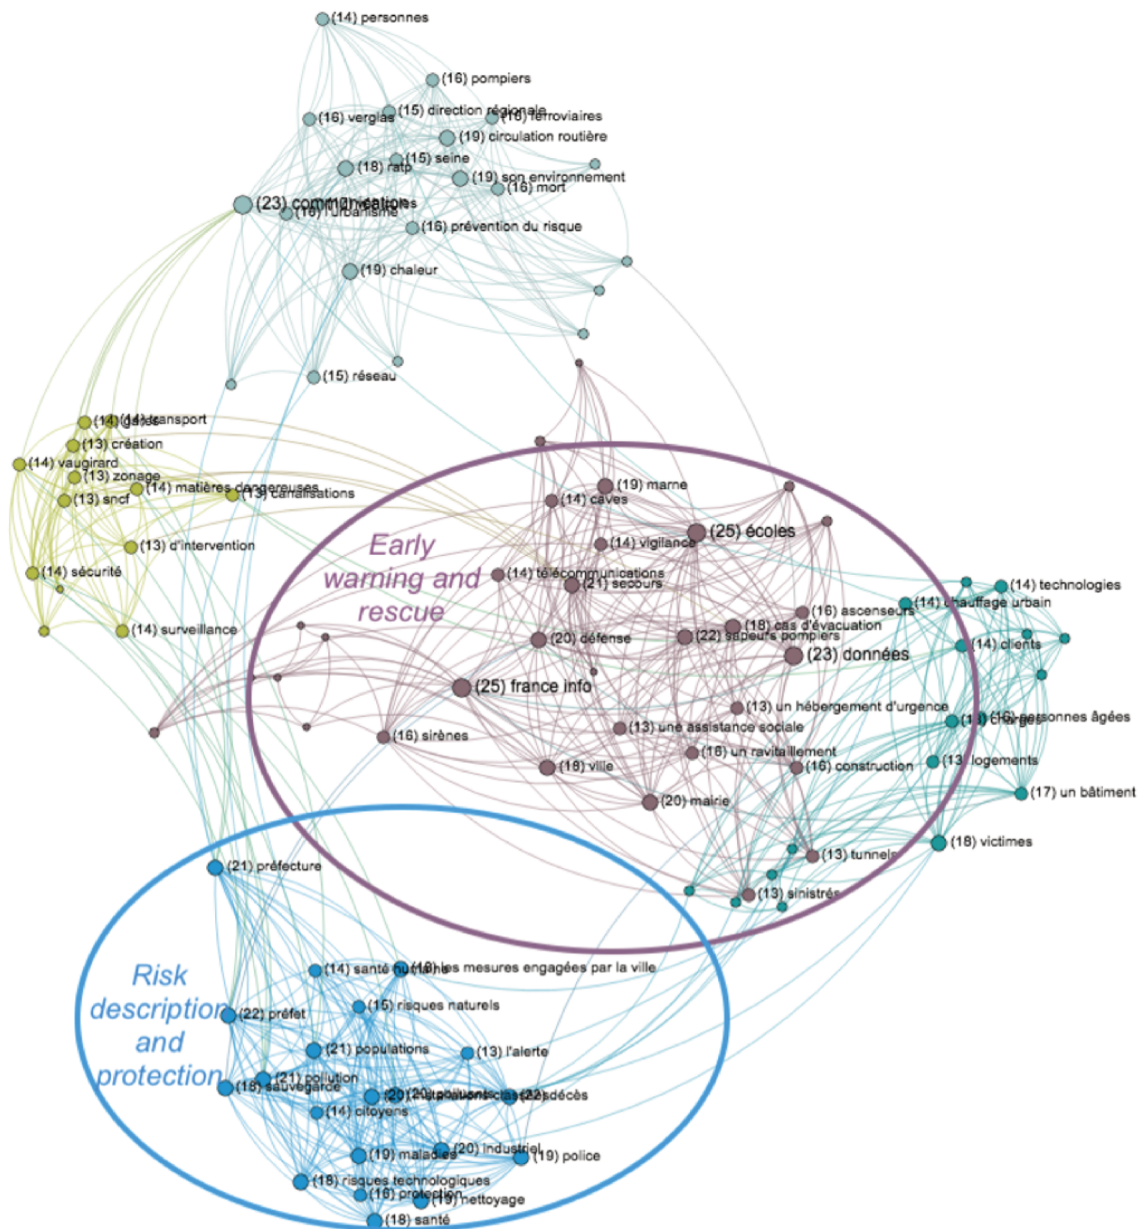 (14) personnes
(16) pompiers
(15) direction régionale
(16) verglas
ferroviaires
(19) circulation routière
(15) seine
(18) ratp
(19) son environnement
(16) mort
(23) communication
(16) l'urbanisme
(16) prévention du risque
(19) chaleur
(15) réseau
(14) transport
(13) création
(14) vaugirard
(13) zonage
(14) matières dangereuses
(13) canalisations
(13) sncf
(13) d'intervention
(14) sécurité
(14) surveillance
(19) marne
(14) caves
(25) écoles
Early
warning and
rescue
(14) vigilance
(14) télécommunications
(21) secours
(14) technologies
(14) chauffage urbain
(16) ascenseurs
(18) cas d'évacuation
(20) défense
(22) sapeurs pompiers
(14) clients
(23) données
(25) france info
(13) un hébergement d'urgence
(16) personnes âgées
(13) charges
(13) une assistance sociale
(16) sirènes
(16) un ravitaillement
(13) logements
(18) ville
(16) construction
(17) un bâtiment
(20) mairie
(18) victimes
(13) tunnels
(21) préfecture
(13) sinistrés
Risk
description
and
protection
(14) santé humaine
les mesures engagées par la ville
(15) risques naturels
(22) préfet
(21) populations
(13) l'alerte
(21) pollution
(18) sauvegarde
(22) décès
(14) citoyens
(20) industriel
(19) maladies
(19) police
(18) risques technologiques
(16) protection
(19) nettoyage
(18) santé